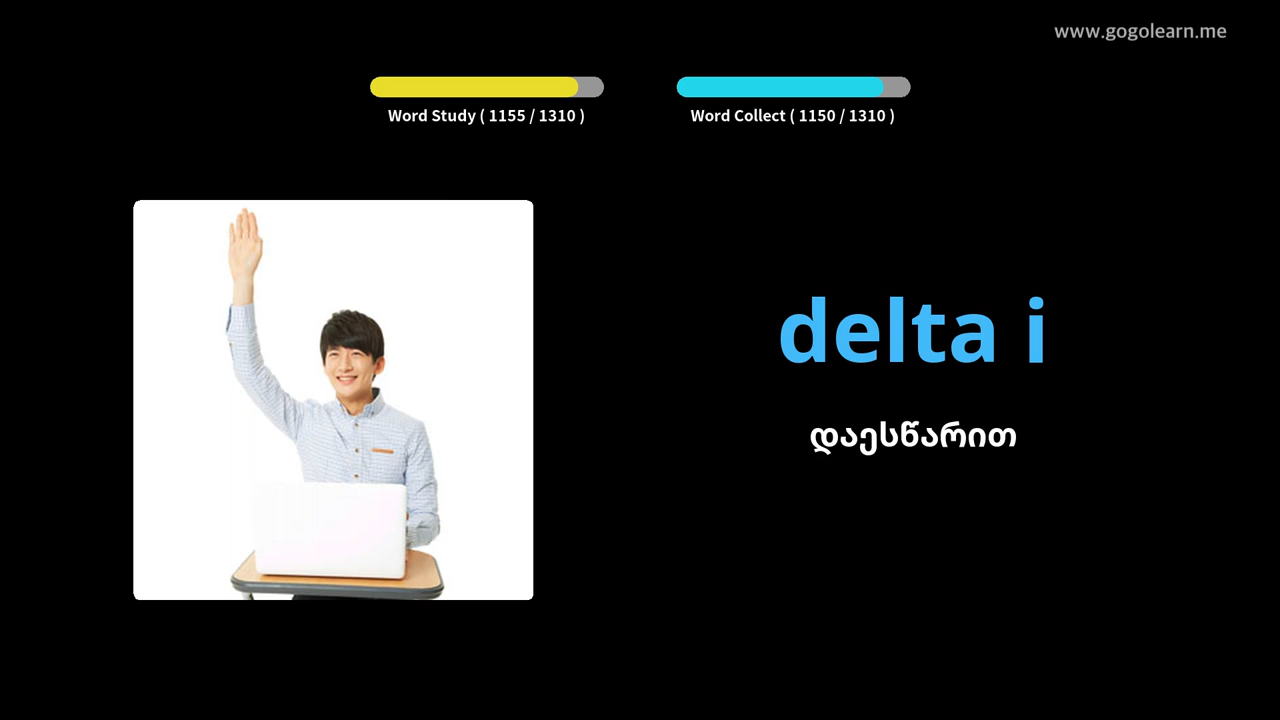 www.gogolearn.me
Word Study ( 1155 / 1310 )
Word Collect ( 1150 / 1310 )
delta i
დაესწარით